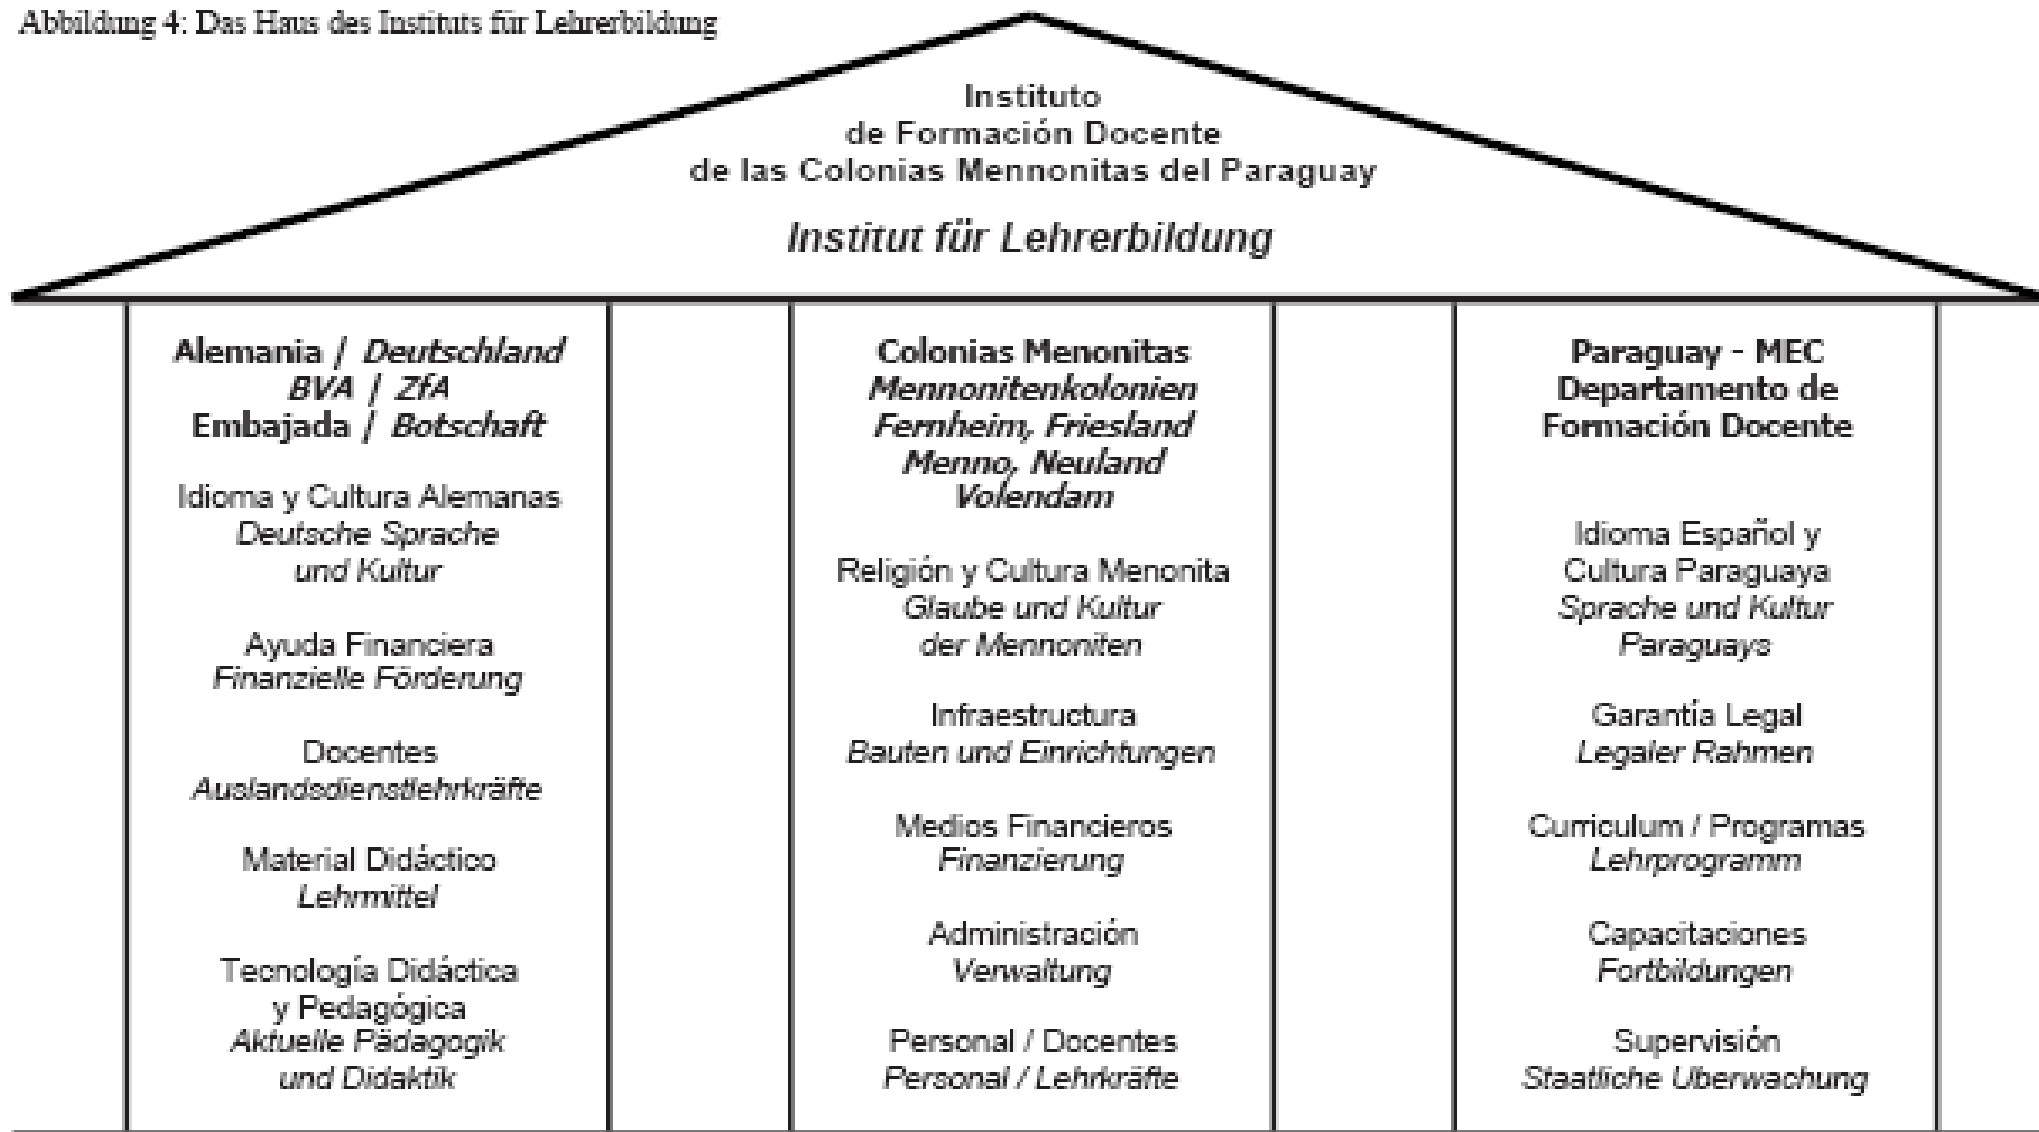 Abbildung 4: Das Haus des Instituts für Lehrerbildung
Instituto
de Formación Docente
de las Colonias Mennonitas del Paraguay
Institut für Lehrerbildung
Alemania / Deutschland
BVA / ZfA
Embajada / Botschaft
Idioma y Cultura Alemanas
Deutsche Sprache
und Kultur
Ayuda Financiera
Finanzielle Förderung
Docentes
Auslandsdienstlehrkräfte
Material Didáctico
Lehrmittel
Tecnología Didáctica
y Pedagógica
Aktuelle Pädagogik
und Didaktik
Colonias Menonitas
Mennonitenkolonien
Fernheim, Friesland
Menno, Neuland
Volendam
Religión y Cultura Menonita
Glaube und Kultur
der Mennoniten
Infraestructura
Bauten und Einrichtungen
Medios Financieros
Finanzierung
Administración
Verwaltung
Personal / Docentes
Personal / Lehrkräfte
Paraguay - MEC
Departamento de
Formación Docente
Idioma Español y
Cultura Paraguaya
Sprache und Kultur
Paraguays
Garantía Legal
Legaler Rahmen
Curriculum / Programas
Lehrprogramm
Capacitaciones
Fortbildungen
Supervisión
Staatliche Überwachung